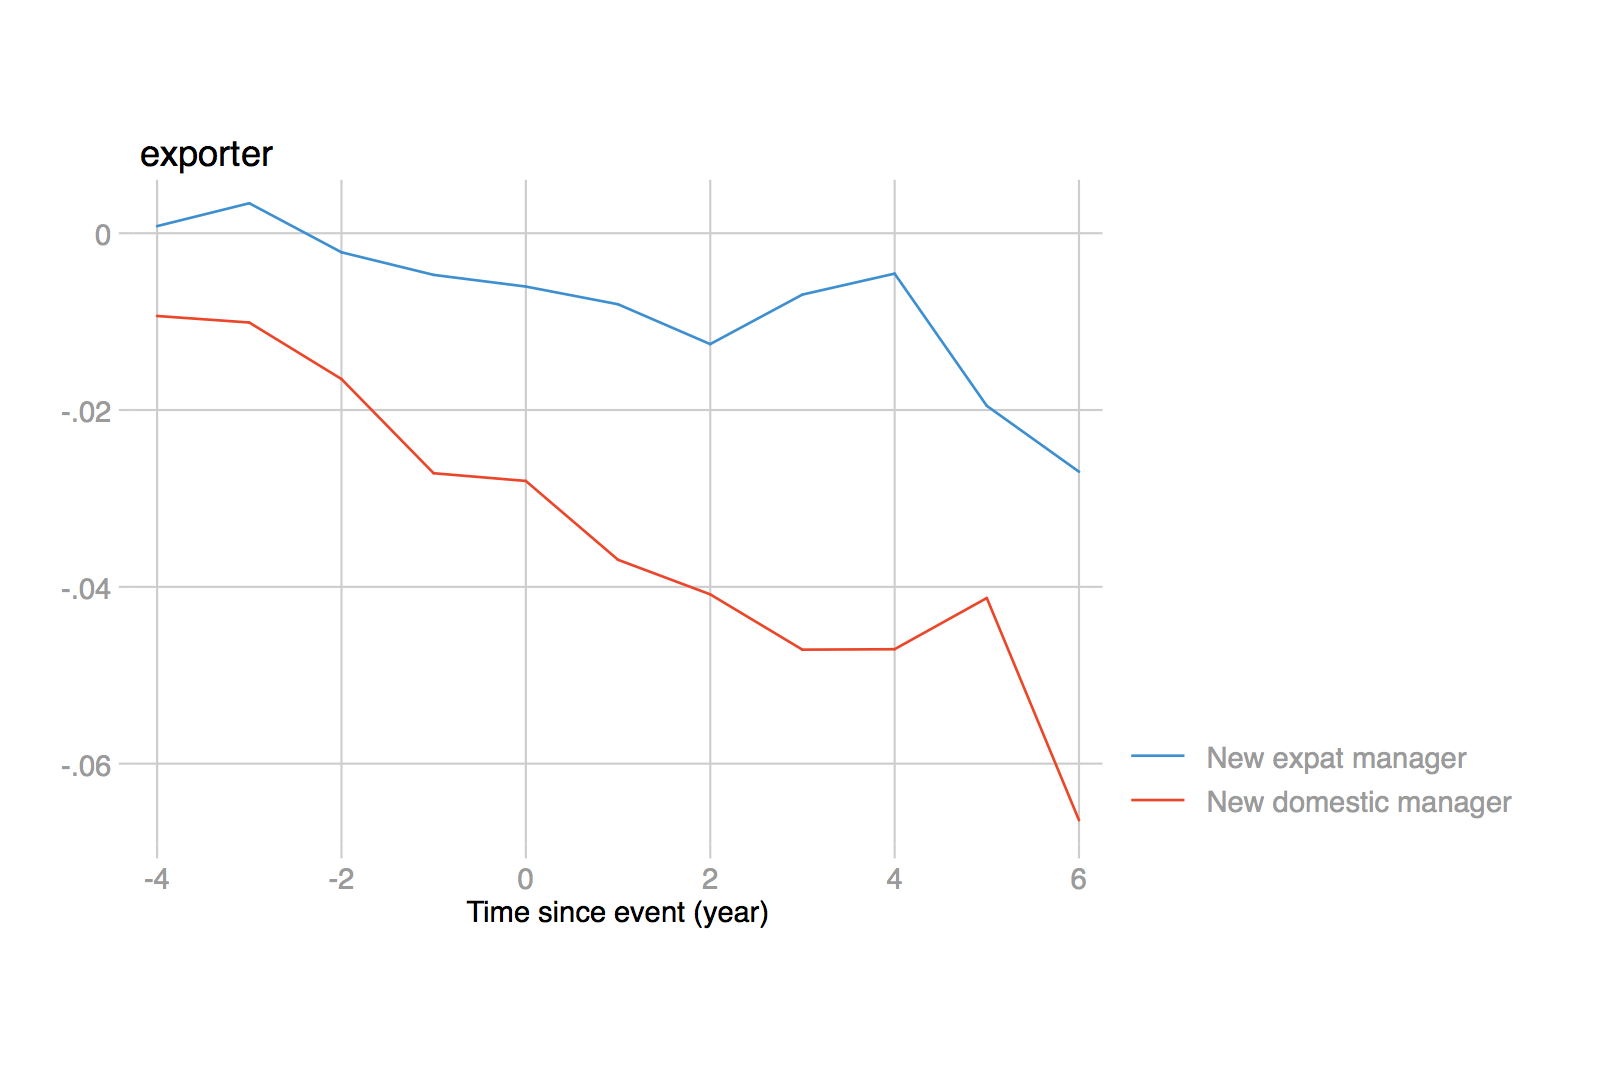 exporter
0
-.02
-.04
-.06
-4 -2 0 2 4 6
Time since event (year)
New expat manager
New domestic manager